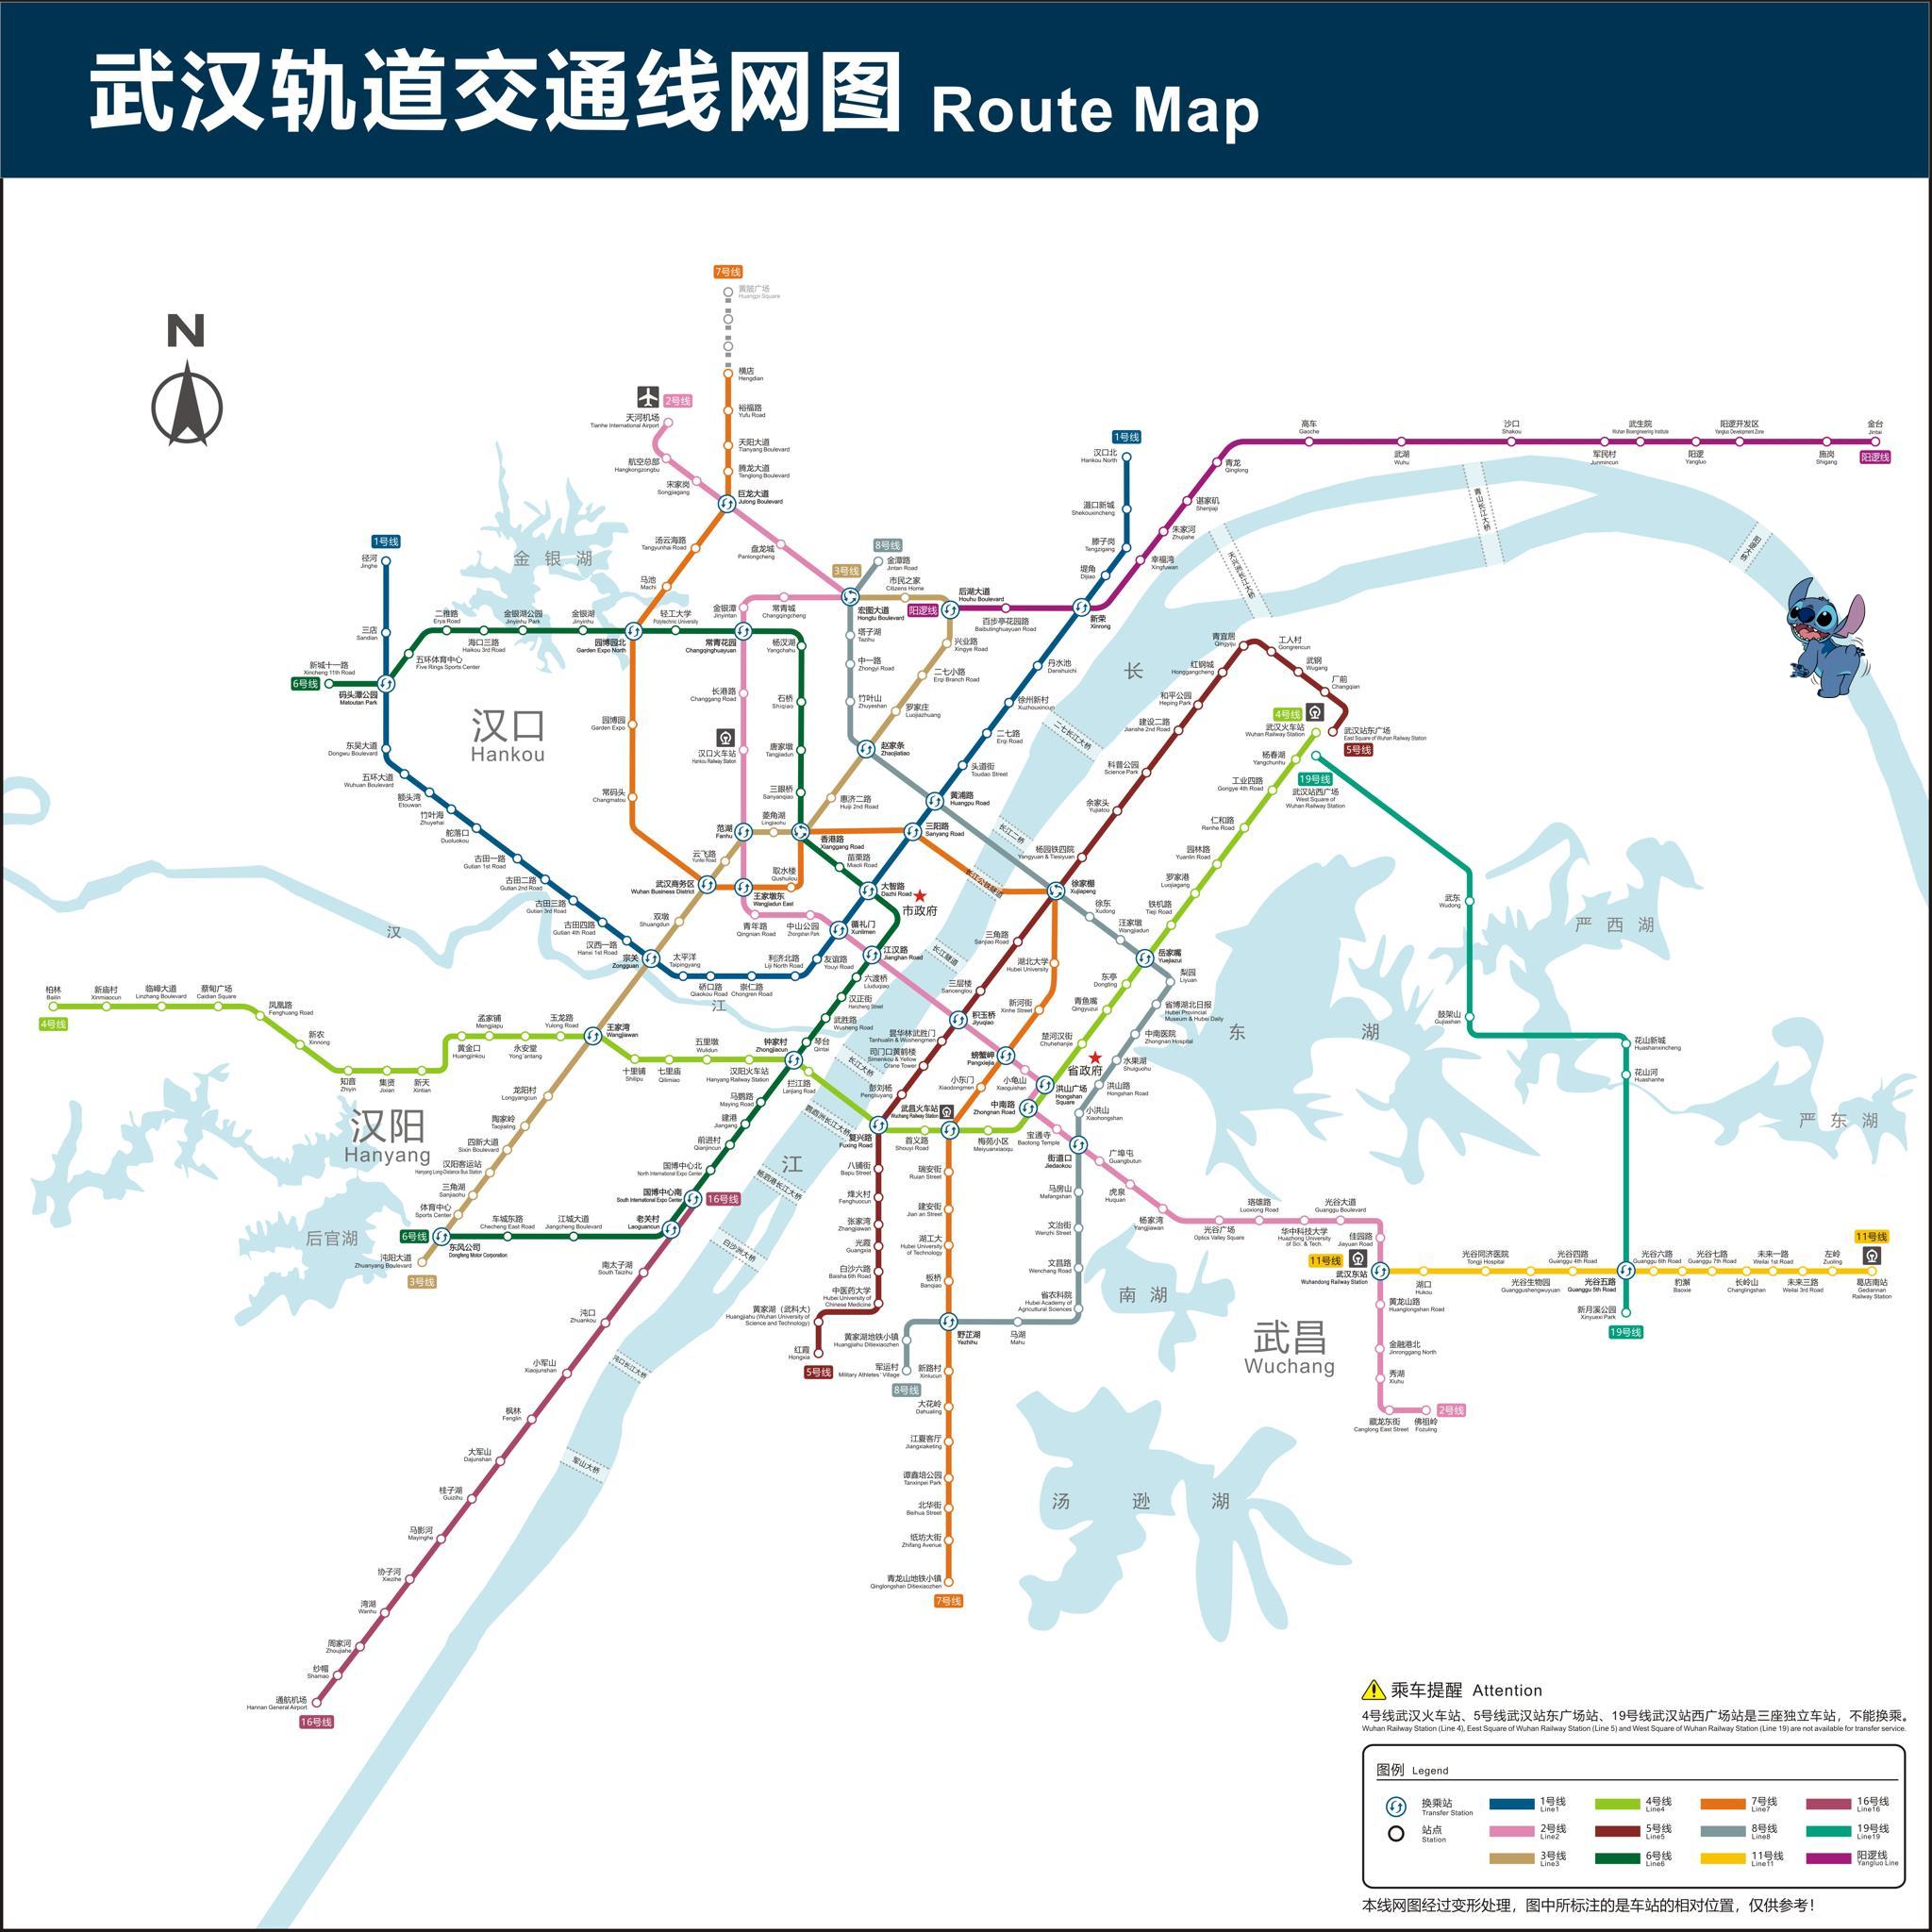 武汉轨道交通线网图 Route Map
N
7号线
黄陂广场
Huangpi Square
横店
Hengdian
裕福路
Yufu Road
天阳大道
Tianyang Boulevard
腾龙大道
Tenglong Boulevard
巨龙大道
Julong Boulevard
2号线
天河机场
Tianhe International Airport
航空总部
Hangkongzongbu
宋家岗
Songjiagang
盘龙城
Panlongcheng
汤云海路
Tangyunhai Road
马池
Machi
1号线
汉口北
Hankou North
滠口新城
Shekouxincheng
滕子岗
Tengzigang
堤角
Dijiao
新荣
Xinrong
高车
Gaoche
武湖
Wuhu
沙口
Shakou
军民村
Junmincun
武生院
Wuhan Bioengineering Institute
阳逻
Yangluo
阳逻开发区
Yangluo Development Zone
施岗
Shigang
金台
Jintai
阳逻线
青龙
Qinglong
谌家矶
Shenjiaji
朱家河
Zhujiahe
幸福湾
Xingfuwan
青山长江大桥
天兴洲长江大桥
阳逻大桥
金银湖
1号线
径河
Jinghe
三店
Sandian
码头潭公园
Matoutan Park
6号线
新城十一路
Xincheng 11th Road
五环体育中心
Five Rings Sports Center
二雅路
Erya Road
海口三路
Haikou 3rd Road
金银湖公园
Jinyinhu Park
金银湖
Jinyinhu
园博园北
Garden Expo North
轻工大学
Polytechnic University
常青花园
Changqinghuayuan
金银潭
Jinyintan
常青城
Changqingcheng
杨汊湖
Yangchahu
8号线
金潭路
Jintan Road
3号线
市民之家
Citizens Home
宏图大道
Hongtu Boulevard
阳逻线
后湖大道
Houhu Boulevard
百步亭花园路
Baibutinghuayuan Road
塔子湖
Tazihu
中一路
Zhongyi Road
竹叶山
Zhuyeshan
赵家条
Zhaojiatiao
兴业路
Xingye Road
二七小路
Erqi Branch Road
罗家庄
Luojiazhuang
丹水池
Danshuichi
徐州新村
Xuzhouxincun
二七路
Erqi Road
头道街
Toudao Street
黄浦路
Huangpu Road
三阳路
Sanyang Road
汉口
Hankou
东吴大道
Dongwu Boulevard
五环大道
Wuhuan Boulevard
额头湾
Etouwan
竹叶海
Zhuyehai
舵落口
Duoluokou
古田一路
Gutian 1st Road
古田二路
Gutian 2nd Road
古田三路
Gutian 3rd Road
古田四路
Gutian 4th Road
汉西一路
Hanxi 1st Road
宗关
Zongguan
太平洋
Taipingyang
硚口路
Qiaokou Road
崇仁路
Chongren Road
利济北路
Liji North Road
友谊路
Youyi Road
循礼门
Xunlimen
大智路
Dazhi Road
园博园
Garden Expo
常码头
Changmatou
武汉商务区
Wuhan Business District
长港路
Changgang Road
汉口火车站
Hankou Railway Station
范湖
Fanhu
菱角湖
Lingjiaohu
云飞路
Yunfei Road
王家墩东
Wangjiadun East
取水楼
Qushuilou
石桥
Shiqiao
唐家墩
Tangjiadun
三眼桥
Sanyanqiao
香港路
Xianggang Road
惠济二路
Huiji 2nd Road
苗栗路
Miaoli Road
双墩
Shuangdun
青年路
Qingnian Road
中山公园
Zhongshan Park
江汉路
Jianghan Road
市政府
六渡桥
Liuduqiao
汉正街
Hanzheng Street
武胜路
Wusheng Road
琴台
Qintai
长
二七长江大桥
长江二桥
长江公铁隧道
长江隧道
长江大桥
鹦鹉洲长江大桥
杨泗港长江大桥
白沙洲大桥
沌口长江大桥
军山大桥
江
汉
江
青宜居
Qingyiju
工人村
Gongrencun
武钢
Wugang
厂前
Changqian
红钢城
Honggangcheng
和平公园
Heping Park
建设二路
Jianshe 2nd Road
科普公园
Science Park
余家头
Yujiatou
杨园铁四院
Yangyuan & Tiesiyuan
徐家棚
Xujiapeng
4号线
武汉火车站
Wuhan Railway Station
武汉站东广场
East Square of Wuhan Railway Station
5号线
19号线
武汉站西广场
West Square of
Wuhan Railway Station
杨春湖
Yangchunhu
工业四路
Gongye 4th Road
仁和路
Renhe Road
园林路
Yuanlin Road
罗家港
Luojiagang
铁机路
Tieji Road
岳家嘴
Yuejiazui
徐东
Xudong
汪家墩
Wangjiadun
梨园
Liyuan
省博湖北日报
Hubei Provincial
Museum & Hubei Daily
中南医院
Zhongnan Hospital
水果湖
Shuiguohu
洪山路
Hongshan Road
小洪山
Xiaohongshan
三角路
Sanjiao Road
三层楼
Sancenglou
积玉桥
Jiyuqiao
湖北大学
Hubei University
新河街
Xinhe Street
螃蟹岬
Pangxiejia
东亭
Dongting
青鱼嘴
Qingyuzui
楚河汉街
Chuhehanjie
省政府
小龟山
Xiaoguishan
洪山广场
Hongshan
Square
中南路
Zhongnan Road
昙华林武胜门
Tanhualin & Wushengmen
司门口黄鹤楼
Simenkou & Yellow
Crane Tower
彭刘杨
Pengliuyang
复兴路
Fuxing Road
小东门
Xiaodongmen
武昌火车站
Wuchang Railway Station
首义路
Shouyi Road
梅苑小区
Meiyuanxiaoqu
宝通寺
Baotong Temple
街道口
Jiedaokou
广埠屯
Guangbutun
虎泉
Huquan
杨家湾
Yangjiawan
光谷广场
Optics Valley Square
珞雄路
Luoxiong Road
华中科技大学
Huazhong University
of Sci. & Tech.
光谷大道
Guanggu Boulevard
佳园路
Jiayuan Road
武东
Wudong
鼓架山
Gujiashan
花山新城
Huashanxincheng
花山河
Huashanhe
东湖
严西湖
严东湖
柏林
Bailin
4号线
新庙村
Xinmiaocun
临嶂大道
Linzhang Boulevard
蔡甸广场
Caidian Square
凤凰路
Fenghuang Road
新农
Xinnong
知音
Zhiyin
集贤
Jixian
新天
Xintian
黄金口
Huangjinkou
孟家铺
Mengjiapu
永安堂
Yong'antang
玉龙路
Yulong Road
王家湾
Wangjiawan
十里铺
Shilipu
七里庙
Qilimiao
五里墩
Wulidun
汉阳火车站
Hanyang Railway Station
钟家村
Zhongjiacun
拦江路
Lanjiang Road
马鹦路
Maying Road
建港
Jiangang
前进村
Qianjincun
国博中心北
North International Expo Center
国博中心南
South International Expo Center
16号线
老关村
Laoguancun
汉阳
Hanyang
龙阳村
Longyangcun
陶家岭
Taojialing
四新大道
Sixin Boulevard
汉阳客运站
Hanyang Long Distance Bus Station
三角湖
Sanjiaohu
体育中心
Sports Center
6号线
东风公司
Dongfeng Motor Corporation
沌阳大道
Zhuanyang Boulevard
3号线
车城东路
Checheng East Road
江城大道
Jiangcheng Boulevard
后官湖
南太子湖
South Taizihu
沌口
Zhuankou
小军山
Xiaojunshan
枫林
Fenglin
大军山
Dajunshan
桂子湖
Guizihu
马影河
Mayinghe
协子河
Xiezihe
湾湖
Wanhu
周家河
Zhoujiahe
纱帽
Shamao
通航机场
Hannan General Airport
16号线
八铺街
Bapu Street
烽火村
Fenghuocun
张家湾
Zhangjiawan
光霞
Guangxia
白沙六路
Baisha 6th Road
中医药大学
Hubei University of
Chinese Medicine
黄家湖（武科大）
Huangjiahu (Wuhan University of
Science and Technology)
红霞
Hongxia
5号线
瑞安街
Ruian Street
建安街
Jian an Street
湖工大
Hubei University
of Technology
板桥
Banqiao
野芷湖
Yezhihu
马湖
Mahu
黄家湖地铁小镇
Huangjiahu Ditiexiaozhen
军运村
Military Athletes' Village
8号线
新路村
Xinlucun
大花岭
Dahualing
江夏客厅
Jiangxiaketing
谭鑫培公园
Tanxinpei Park
北华街
Beihua Street
纸坊大街
Zhifang Avenue
青龙山地铁小镇
Qinglongshan Ditiexiaozhen
7号线
马房山
Mafangshan
文治街
Wenzhi Street
文昌路
Wenchang Road
省农科院
Hubei Academy of
Agricultural Sciences
南湖
汤逊湖
武昌
Wuchang
11号线
武汉东站
Wuhandong Railway Station
湖口
Hukou
光谷同济医院
Tongji Hospital
光谷生物园
Guanggushengwuyuan
光谷四路
Guanggu 4th Road
光谷五路
Guanggu 5th Road
光谷六路
Guanggu 6th Road
豹澥
Baoxie
光谷七路
Guanggu 7th Road
长岭山
Changlingshan
未来一路
Weilai 1st Road
未来三路
Weilai 3rd Road
左岭
Zuoling
11号线
葛店南站
Gediannan
Railway Station
新月溪公园
Xinyuexi Park
19号线
黄龙山路
Huanglongshan Road
金融港北
Jinronggang North
秀湖
Xiuhu
藏龙东街
Canglong East Street
佛祖岭
Fozuling
2号线
乘车提醒 Attention
4号线武汉火车站、5号线武汉站东广场站、19号线武汉站西广场站是三座独立车站，不能换乘。
Wuhan Railway Station (Line 4), Eest Square of Wuhan Railway Station (Line 5) and West Square of Wuhan Railway Station (Line 19) are not available for transfer service.
图例 Legend
换乘站
Transfer Station
站点
Station
1号线
Line1
2号线
Line2
3号线
Line3
4号线
Line4
5号线
Line5
6号线
Line6
7号线
Line7
8号线
Line8
11号线
Line11
16号线
Line16
19号线
Line19
阳逻线
Yangluo Line
本线网图经过变形处理，图中所标注的是车站的相对位置，仅供参考！